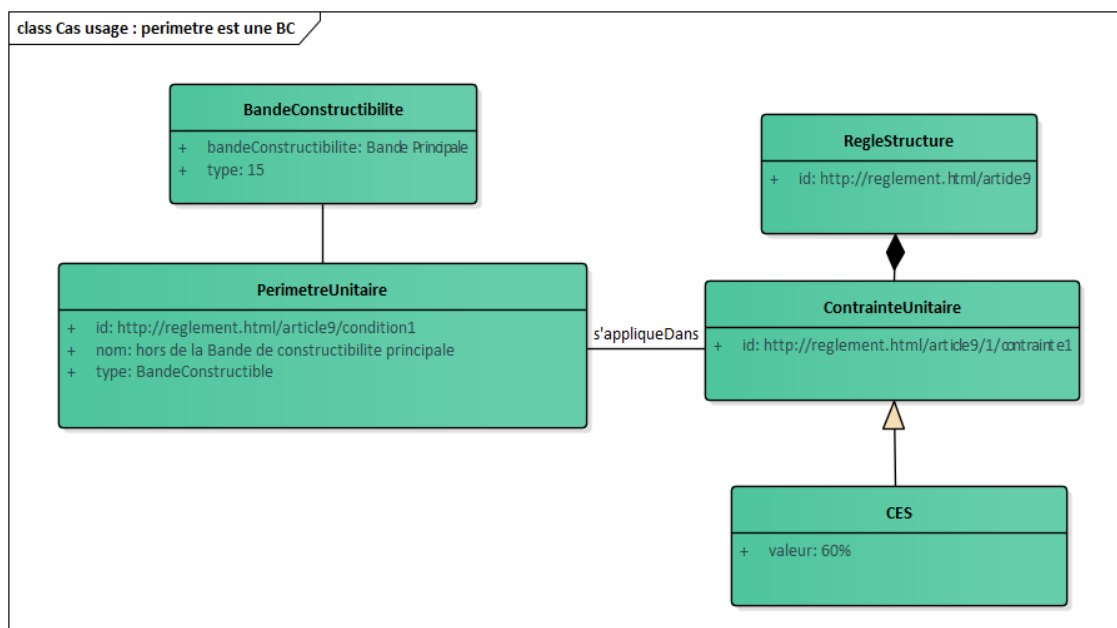 class Cas usage : perimetre est une BC
BandeConstructibilite
+ bandeConstructibilite: Bande Principale
+ type: 15
RegleStructure
+ id: http://reglement.html/article9
PerimetreUnitaire
+ id: http://reglement.html/article9/condition1
+ nom: hors de la Bande de constructibilite principale
+ type: BandeConstructible
s'appliqueDans
ContrainteUnitaire
+ id: http://reglement.html/article9/1/contrainte1
CES
+ valeur: 60%